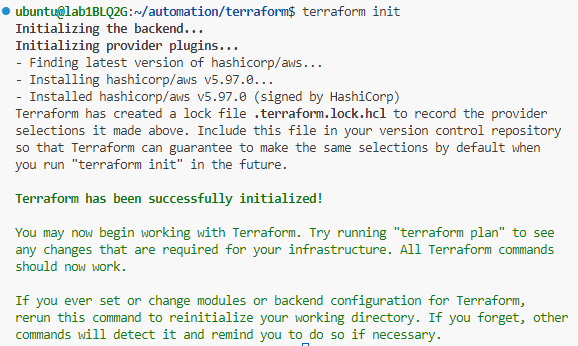 ubuntu@lab1BLQ2G:~/automation/terraform$ terraform init
Initializing the backend...
Initializing provider plugins...
- Finding latest version of hashicorp/aws...
- Installing hashicorp/aws v5.97.0...
- Installed hashicorp/aws v5.97.0 (signed by HashiCorp)
Terraform has created a lock file .terraform.lock.hcl to record the provider
selections it made above. Include this file in your version control repository
so that Terraform can guarantee to make the same selections by default when
you run "terraform init" in the future.
Terraform has been successfully initialized!
You may now begin working with Terraform. Try running "terraform plan" to see
any changes that are required for your infrastructure. All Terraform commands
should now work.
If you ever set or change modules or backend configuration for Terraform,
rerun this command to reinitialize your working directory. If you forget, other
commands will detect it and remind you to do so if necessary.